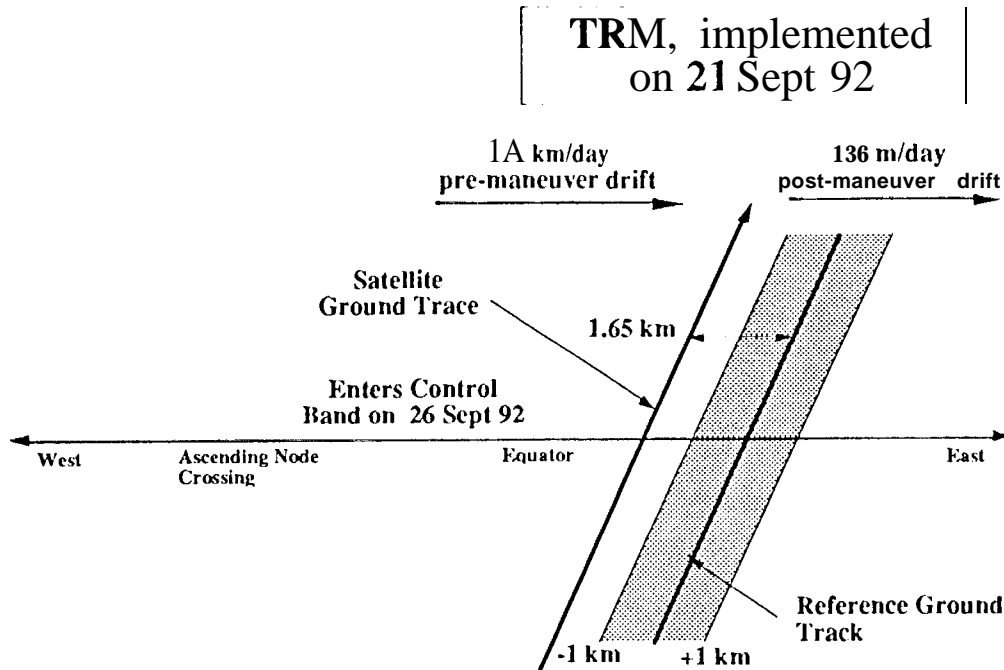 TRM, implemented
on 21 Sept 92
1A km/day
pre-maneuver drift
136 m/day
post-maneuver drift
Satellite
Ground Trace
1.65 km
Enters Control
Band on 26 Sept 92
West
Ascending Node
Crossing
Equator
East
Reference Ground
Track
-1 km
+1 km